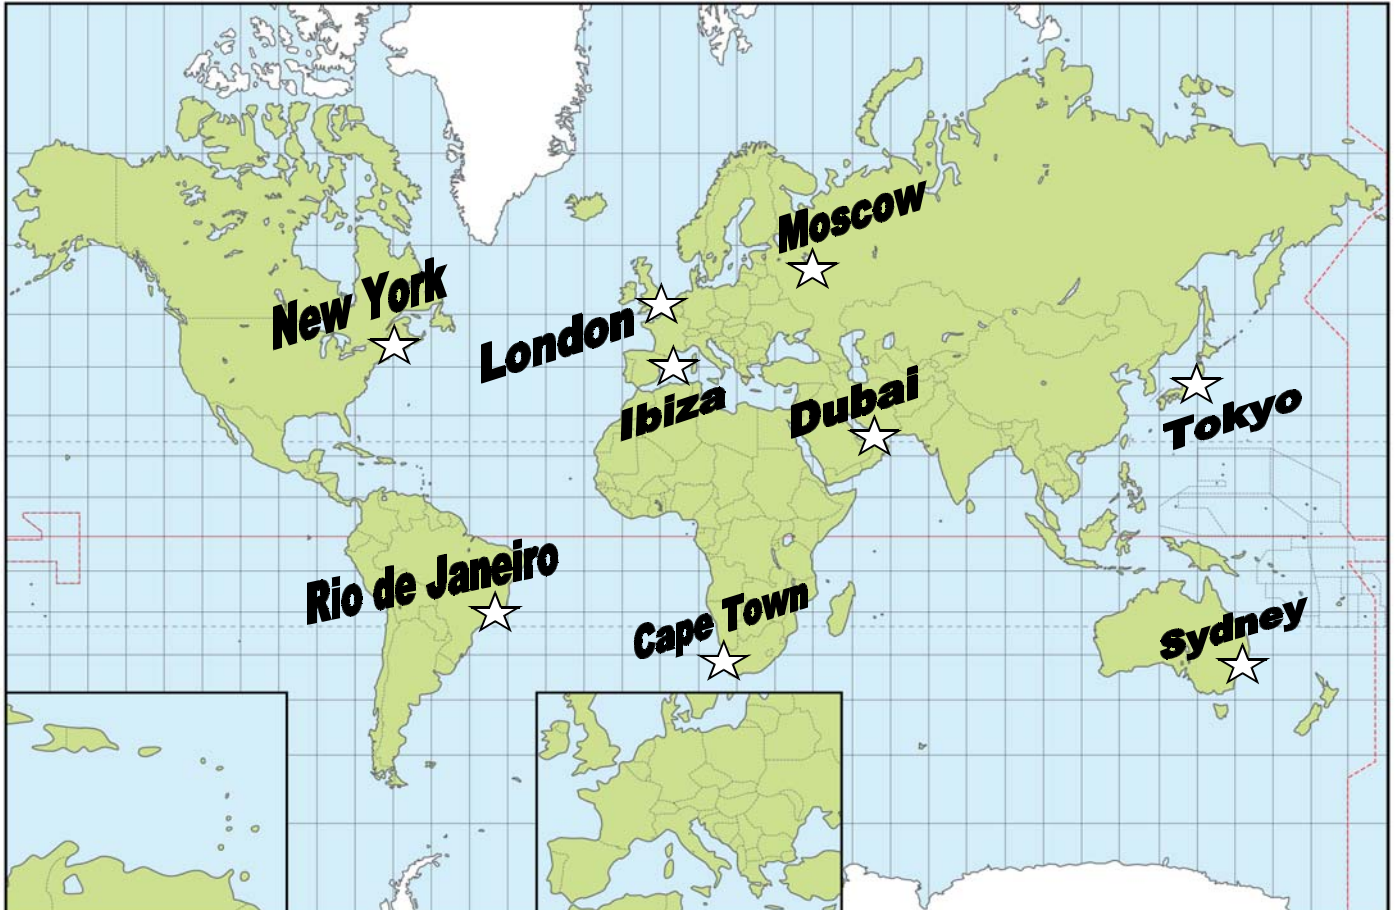 Moscow
New York
London
Ibiza
Dubai
Tokyo
Rio de Janeiro
Cape Town
Sydney